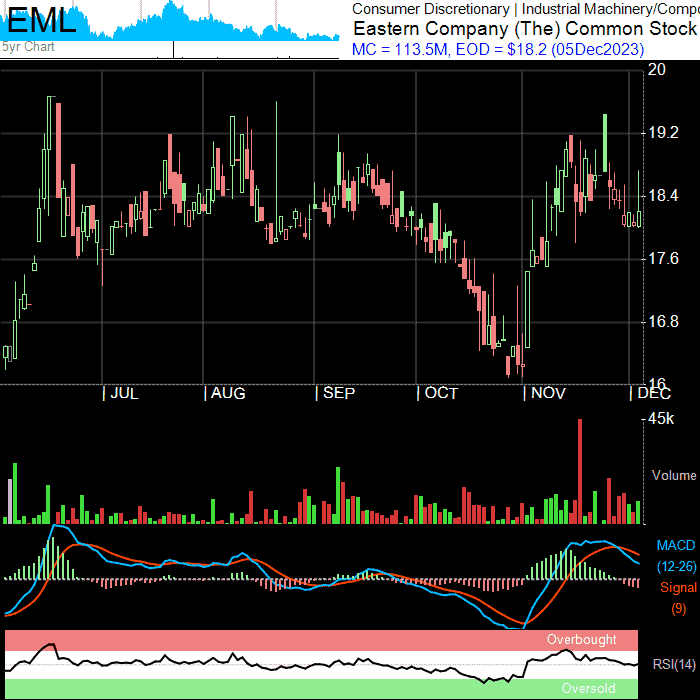 EML
5yr Chart
Consumer Discretionary | Industrial Machinery/Compo
Eastern Company (The) Common Stock
MC = 113.5M, EOD = $18.2 (05Dec2023)
20
19.2
18.4
17.6
16.8
16
JUL AUG SEP OCT NOV DEC
45k
Volume
MACD
(12-26)
Signal
(9)
Overbought
RSI(14)
Oversold